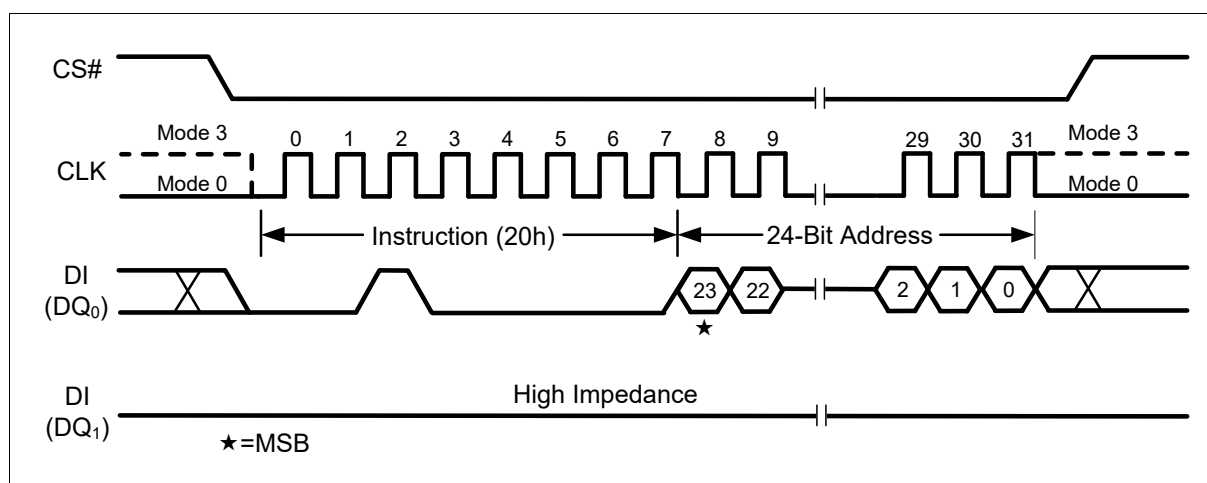 CS#
Mode 3 0 1 2 3 4 5 6 7 8 9 29 30 31 Mode 3
CLK
Mode 0 Mode 0
Instruction (20h) 24-Bit Address
DI
(DQ0) 23 22 2 1 0
★
High Impedance
DI
(DQ1)
★=MSB